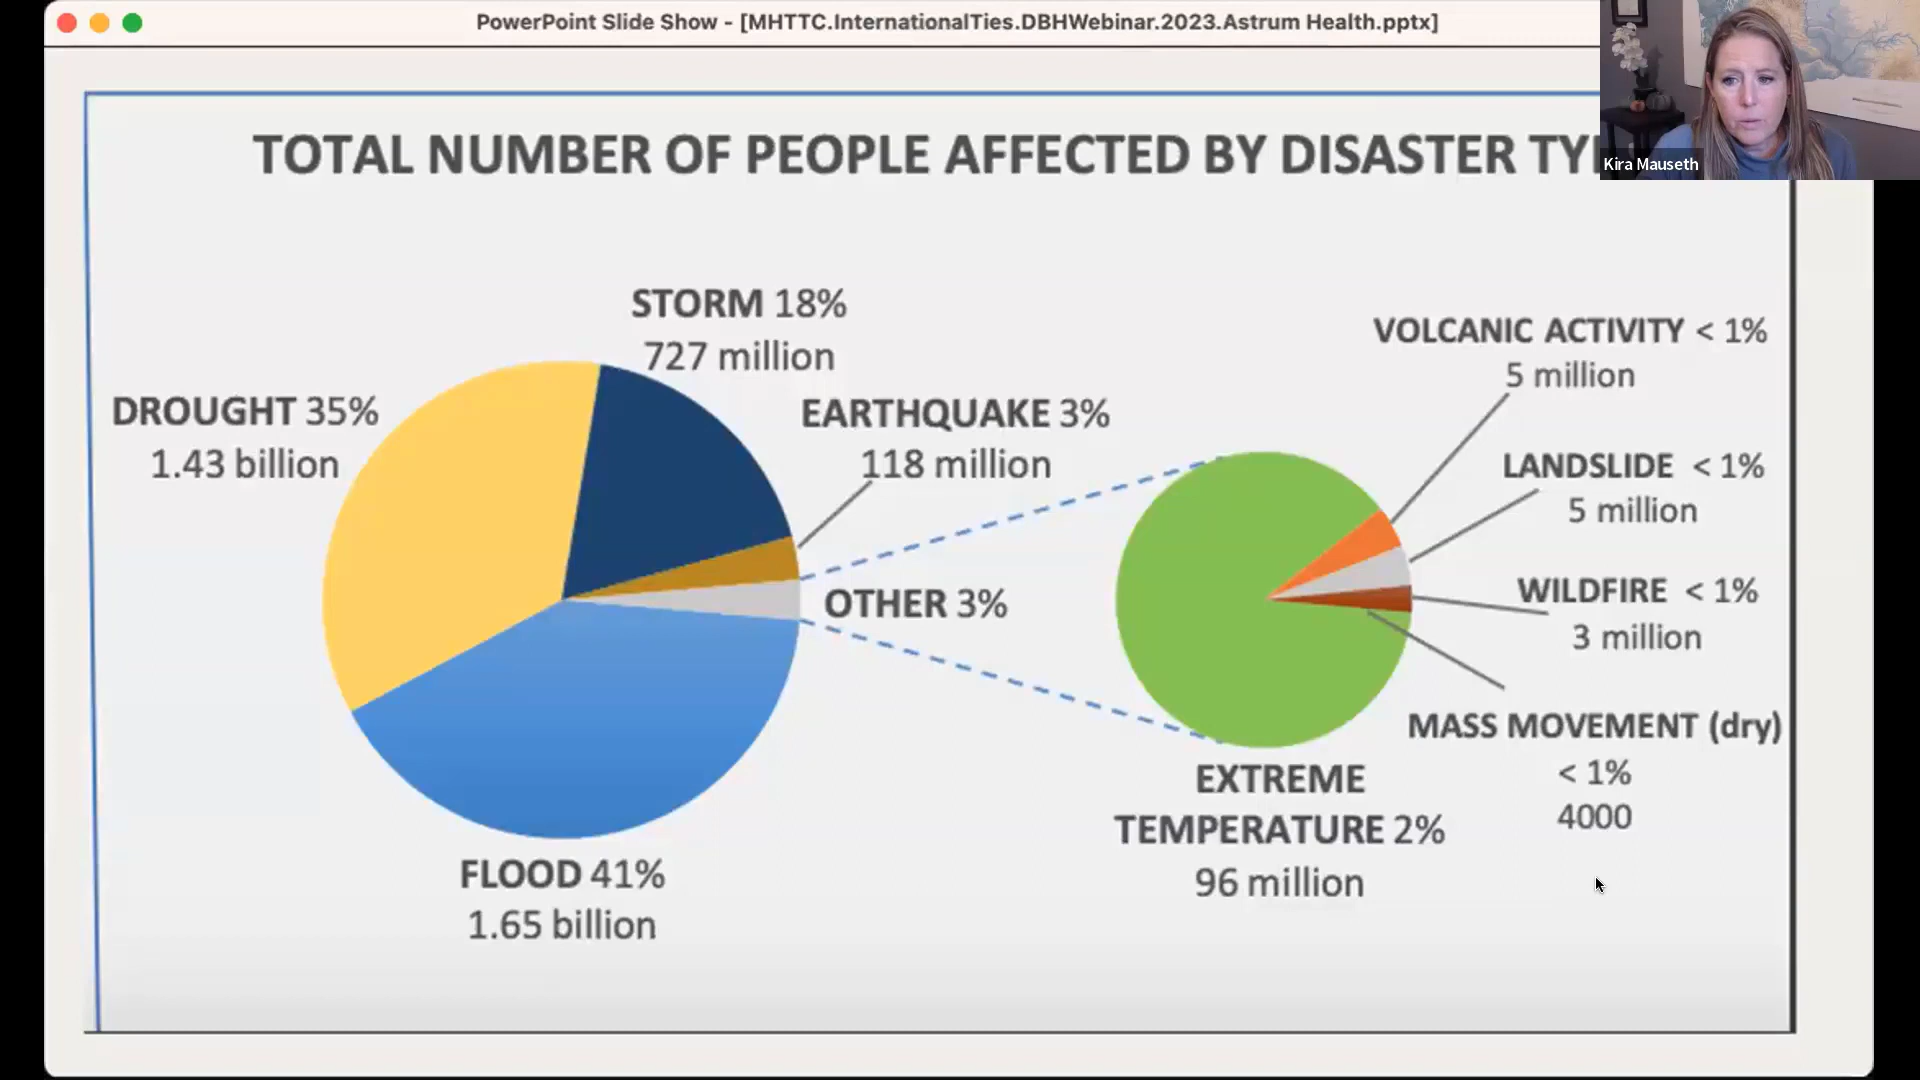 PowerPoint Slide Show - [MHTTC.InternationalTies.DBHWebinar.2023.Astrum Health.pptx]
Kira Mauseth
TOTAL NUMBER OF PEOPLE AFFECTED BY DISASTER
STORM 18%
727 million
DROUGHT 35%
1.43 billion
EARTHQUAKE 3%
118 million
OTHER 3%
FLOOD 41%
1.65 billion
VOLCANIC ACTIVITY < 1%
5 million
LANDSLIDE < 1%
5 million
WILDFIRE < 1%
3 million
MASS MOVEMENT (dry)
< 1%
4000
EXTREME
TEMPERATURE 2%
96 million